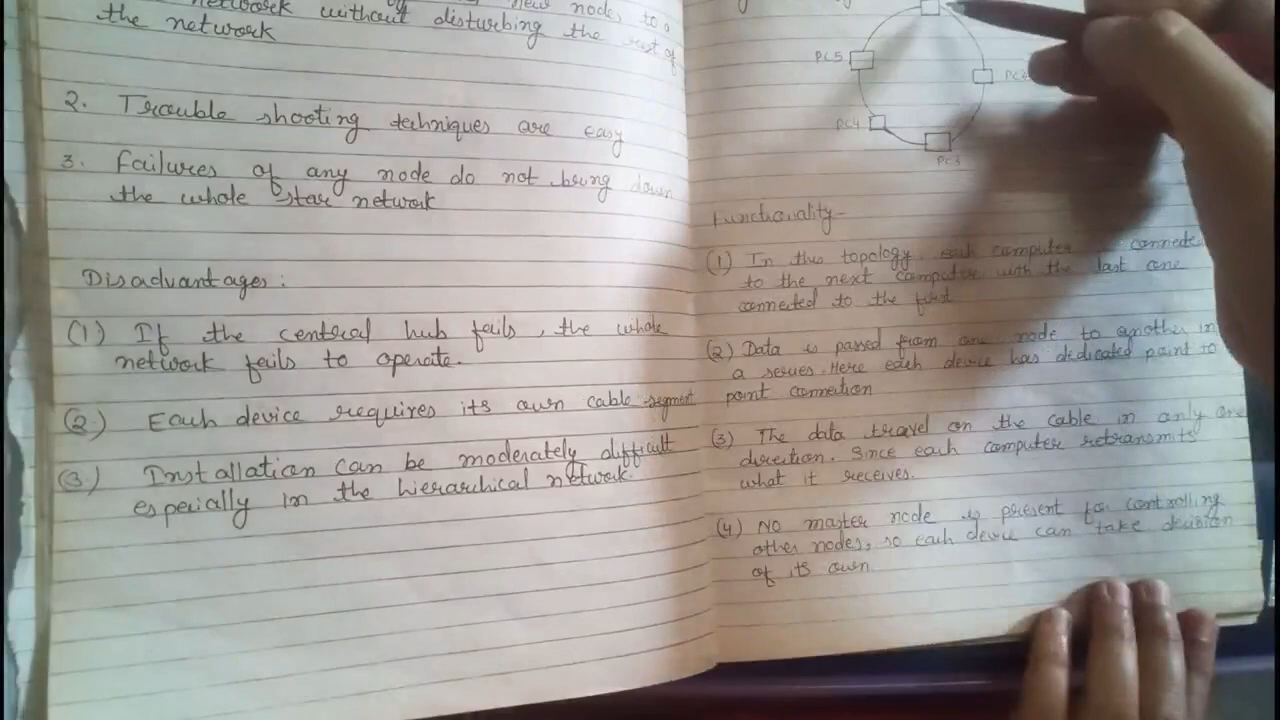 network without disturbing the rest of
new nodes to a
the network
2. Trouble shooting techniques are easy
3. Failures of any node do not bring down
the whole star network
Disadvantages:
(1) If the centeral hub fails, the whole
network fails to operate.
(2.) Each device requires its own cable segment
(3.) Installation can be moderately difficult
especially in the hierarchical network.
PC5
PC4
PC3
Functionality-
(1) In this topology each computer connected
to the next computer with the last one
connected to the first
(2) Data is passed from one node to another in
a series. Here each device has dedicated point to
point connection
(3) The data travel on the cable in only one
direction. Since each computer retransmits
what it receives.
(4) No master node is present for controlling
other nodes, so each device can take decision
of its own.